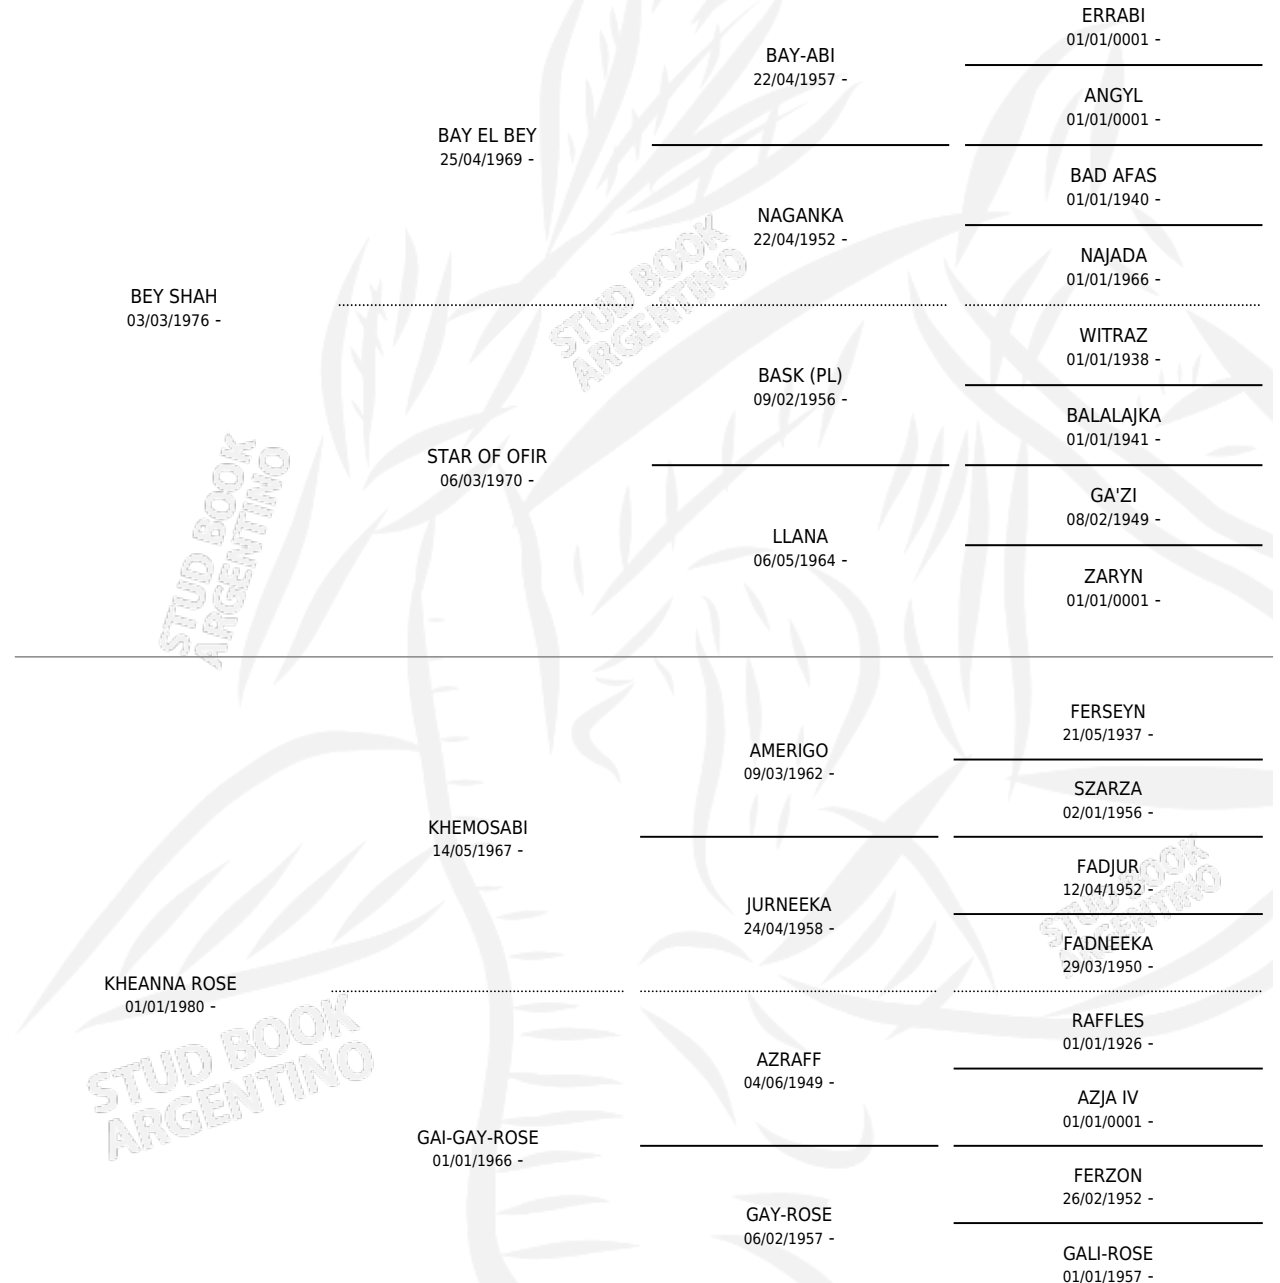 ERRABI
01/01/0001 -
BAY-ABI
22/04/1957 -
ANGYL
01/01/0001 -
BAY EL BEY
25/04/1969 -
BAD AFAS
01/01/1940 -
NAGANKA
22/04/1952 -
NAJADA
01/01/1966 -
BEY SHAH
03/03/1976 -
WITRAZ
01/01/1938 -
BASK (PL)
09/02/1956 -
BALALAJKA
01/01/1941 -
STAR OF OFIR
06/03/1970 -
GA'ZI
08/02/1949 -
LLANA
06/05/1964 -
ZARYN
01/01/0001 -
FERSEYN
21/05/1937 -
AMERIGO
09/03/1962 -
SZARZA
02/01/1956 -
KHEMOSABI
14/05/1967 -
FADJUR
12/04/1952 -
JURNEEKA
24/04/1958 -
FADNEEKA
29/03/1950 -
KHEANNA ROSE
01/01/1980 -
RAFFLES
01/01/1926 -
AZRAFF
04/06/1949 -
AZJA IV
01/01/0001 -
GAI-GAY-ROSE
01/01/1966 -
FERZON
26/02/1952 -
GAY-ROSE
06/02/1957 -
GALI-ROSE
01/01/1957 -
STUD BOOK
ARGENTINO
STUD BOOK
ARGENTINO
STUD BOOK
ARGENTINO
STUD BOOK
ARGENTINO